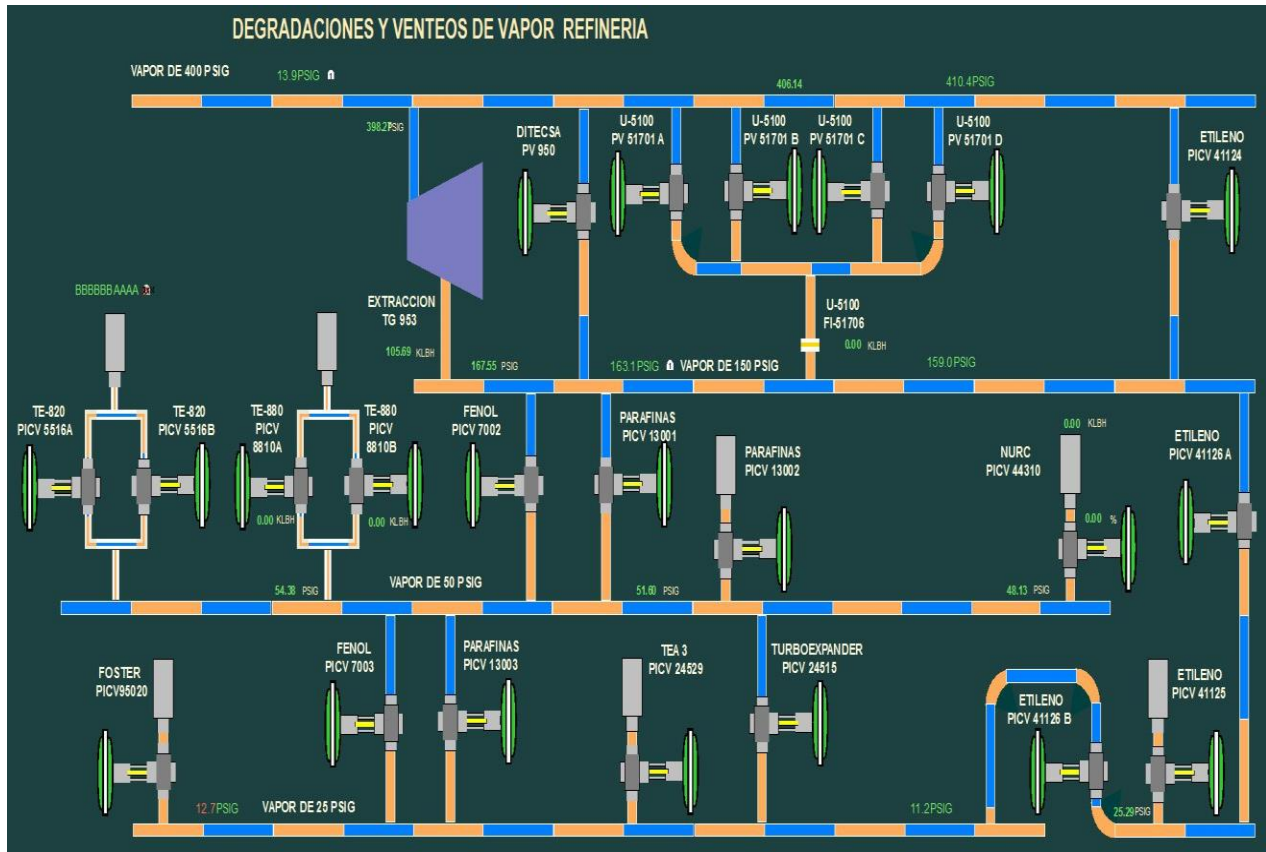 DEGRADACIONES Y VENTEOS DE VAPOR REFINERIA
VAPOR DE 400 PSIG
13.9PSIG
406.14
410.4PSIG
398.27PSIG
DITECSA
PV 950
U-5100
PV 51701 A
U-5100
PV 51701 B
U-5100
PV 51701 C
U-5100
PV 51701 D
ETILENO
PICV 41124
BBBBBBAAAA
EXTRACCION
TG 953
105.69 KLBH
U-5100
FI-51706
0.00 KLBH
167.55 PSIG
163.1PSIG
VAPOR DE 150 PSIG
159.0PSIG
TE-820
PICV 5516A
TE-820
PICV 5516B
TE-880
PICV
8810A
TE-880
PICV
8810B
0.00 KLBH
0.00 KLBH
FENOL
PICV 7002
PARAFINAS
PICV 13001
PARAFINAS
PICV 13002
0.00 KLBH
NURC
PICV 44310
0.00 %
ETILENO
PICV 41126 A
54.38 PSIG
VAPOR DE 50 PSIG
51.60 PSIG
48.13 PSIG
FOSTER
PICV95020
FENOL
PICV 7003
PARAFINAS
PICV 13003
TEA 3
PICV 24529
TURBOEXPANDER
PICV 24515
ETILENO
PICV 41126 B
ETILENO
PICV 41125
12.7PSIG
VAPOR DE 25 PSIG
11.2PSIG
25.29PSIG